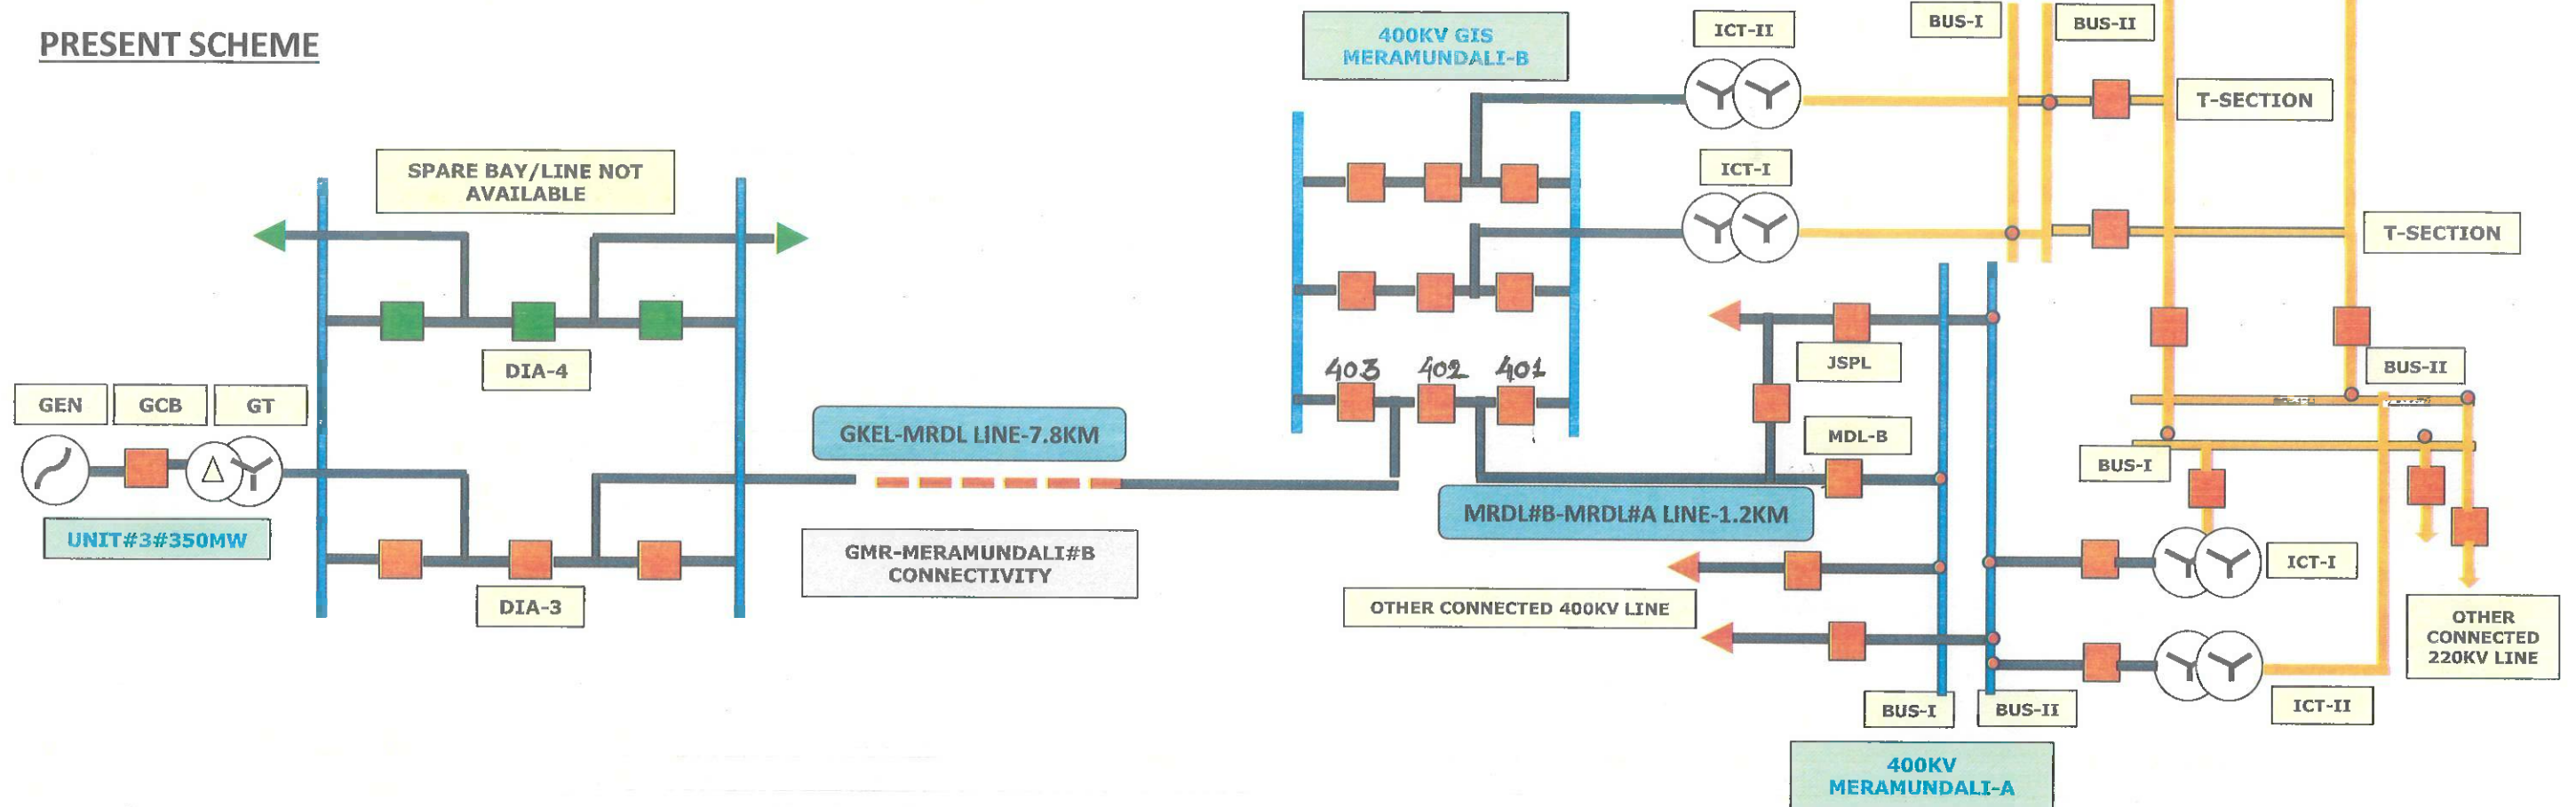 PRESENT SCHEME
400KV GIS
MERAMUNDALI-B
ICT-II
BUS-I
BUS-II
T-SECTION
SPARE BAY/LINE NOT
AVAILABLE
ICT-I
T-SECTION
DIA-4
JSPL
403
402
401
BUS-II
GEN
GCB
GT
GKEL-MRDL LINE-7.8KM
MDL-B
BUS-I
MRDL#B-MRDL#A LINE-1.2KM
UNIT#3#350MW
GMR-MERAMUNDALI#B
CONNECTIVITY
ICT-I
DIA-3
OTHER CONNECTED 400KV LINE
OTHER
CONNECTED
220KV LINE
BUS-I
BUS-II
ICT-II
400KV
MERAMUNDALI-A